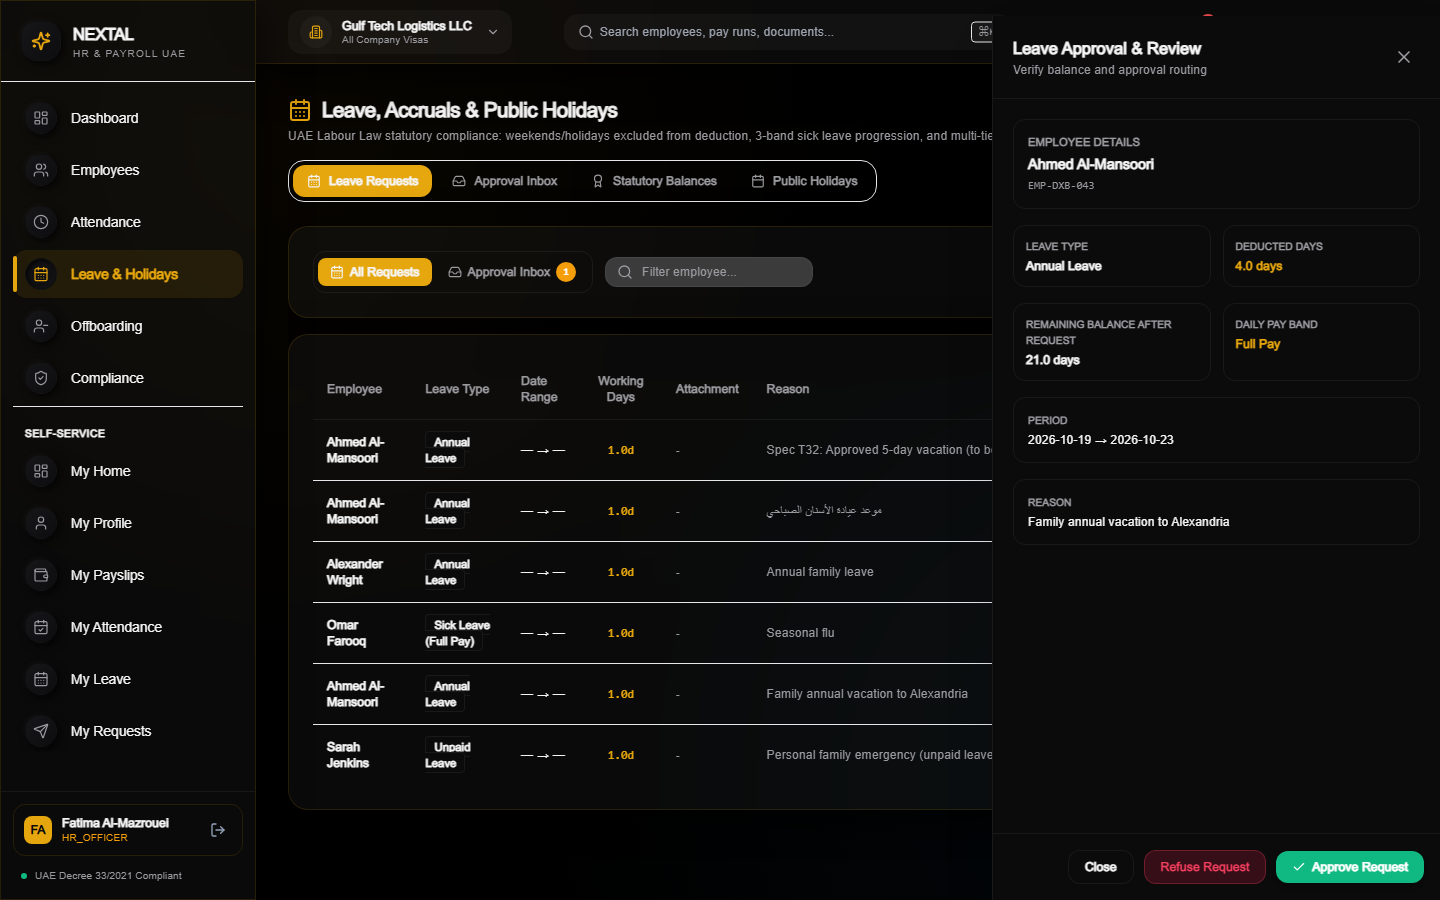 NEXTAL
HR & PAYROLL UAE
Dashboard
Employees
Attendance
Leave & Holidays
Offboarding
Compliance
SELF-SERVICE
My Home
My Profile
My Payslips
My Attendance
My Leave
My Requests
FA
Fatima Al-Mazrouei
HR_OFFICER
UAE Decree 33/2021 Compliant
Gulf Tech Logistics LLC
All Company Visas
Search employees, pay runs, documents...
Leave, Accruals & Public Holidays
UAE Labour Law statutory compliance: weekends/holidays excluded from deduction, 3-band sick leave progression, and multi-tie
Leave Requests
Approval Inbox
Statutory Balances
Public Holidays
All Requests
Approval Inbox 1
Filter employee...
Employee
Leave Type
Date Range
Working Days
Attachment
Reason
Ahmed Al-Mansoori
Annual Leave
— → —
1.0d
-
Spec T32: Approved 5-day vacation (to be
Ahmed Al-Mansoori
Annual Leave
— → —
1.0d
-
موعد عيادة الأسنان الصباحي
Alexander Wright
Annual Leave
— → —
1.0d
-
Annual family leave
Omar Farooq
Sick Leave (Full Pay)
— → —
1.0d
-
Seasonal flu
Ahmed Al-Mansoori
Annual Leave
— → —
1.0d
-
Family annual vacation to Alexandria
Sarah Jenkins
Unpaid Leave
— → —
1.0d
-
Personal family emergency (unpaid leave
Leave Approval & Review
Verify balance and approval routing
EMPLOYEE DETAILS
Ahmed Al-Mansoori
EMP-DXB-043
LEAVE TYPE
Annual Leave
DEDUCTED DAYS
4.0 days
REMAINING BALANCE AFTER REQUEST
21.0 days
DAILY PAY BAND
Full Pay
PERIOD
2026-10-19 → 2026-10-23
REASON
Family annual vacation to Alexandria
Close
Refuse Request
Approve Request